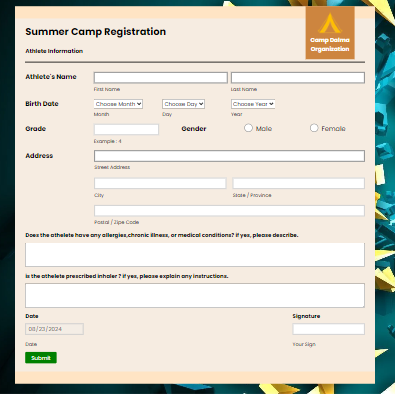 Summer Camp Registration
Camp Dalma
Organization
Athlete Information
Athlete's Name
First Name Last Name
Birth Date Choose Month Choose Day Choose Year
Month Day Year
Grade Gender Male Female
Example : 4
Address
Strees Address
City State / Province
Postal / Zipe Code
Does the athelete have any allergies,chronic illness, or medical conditions? if yes, please describe.
is the athelete prescribed inhaler ? if yes, please explain any instructions.
Date Signature
08/23/2024
Date Your Sign
Submit